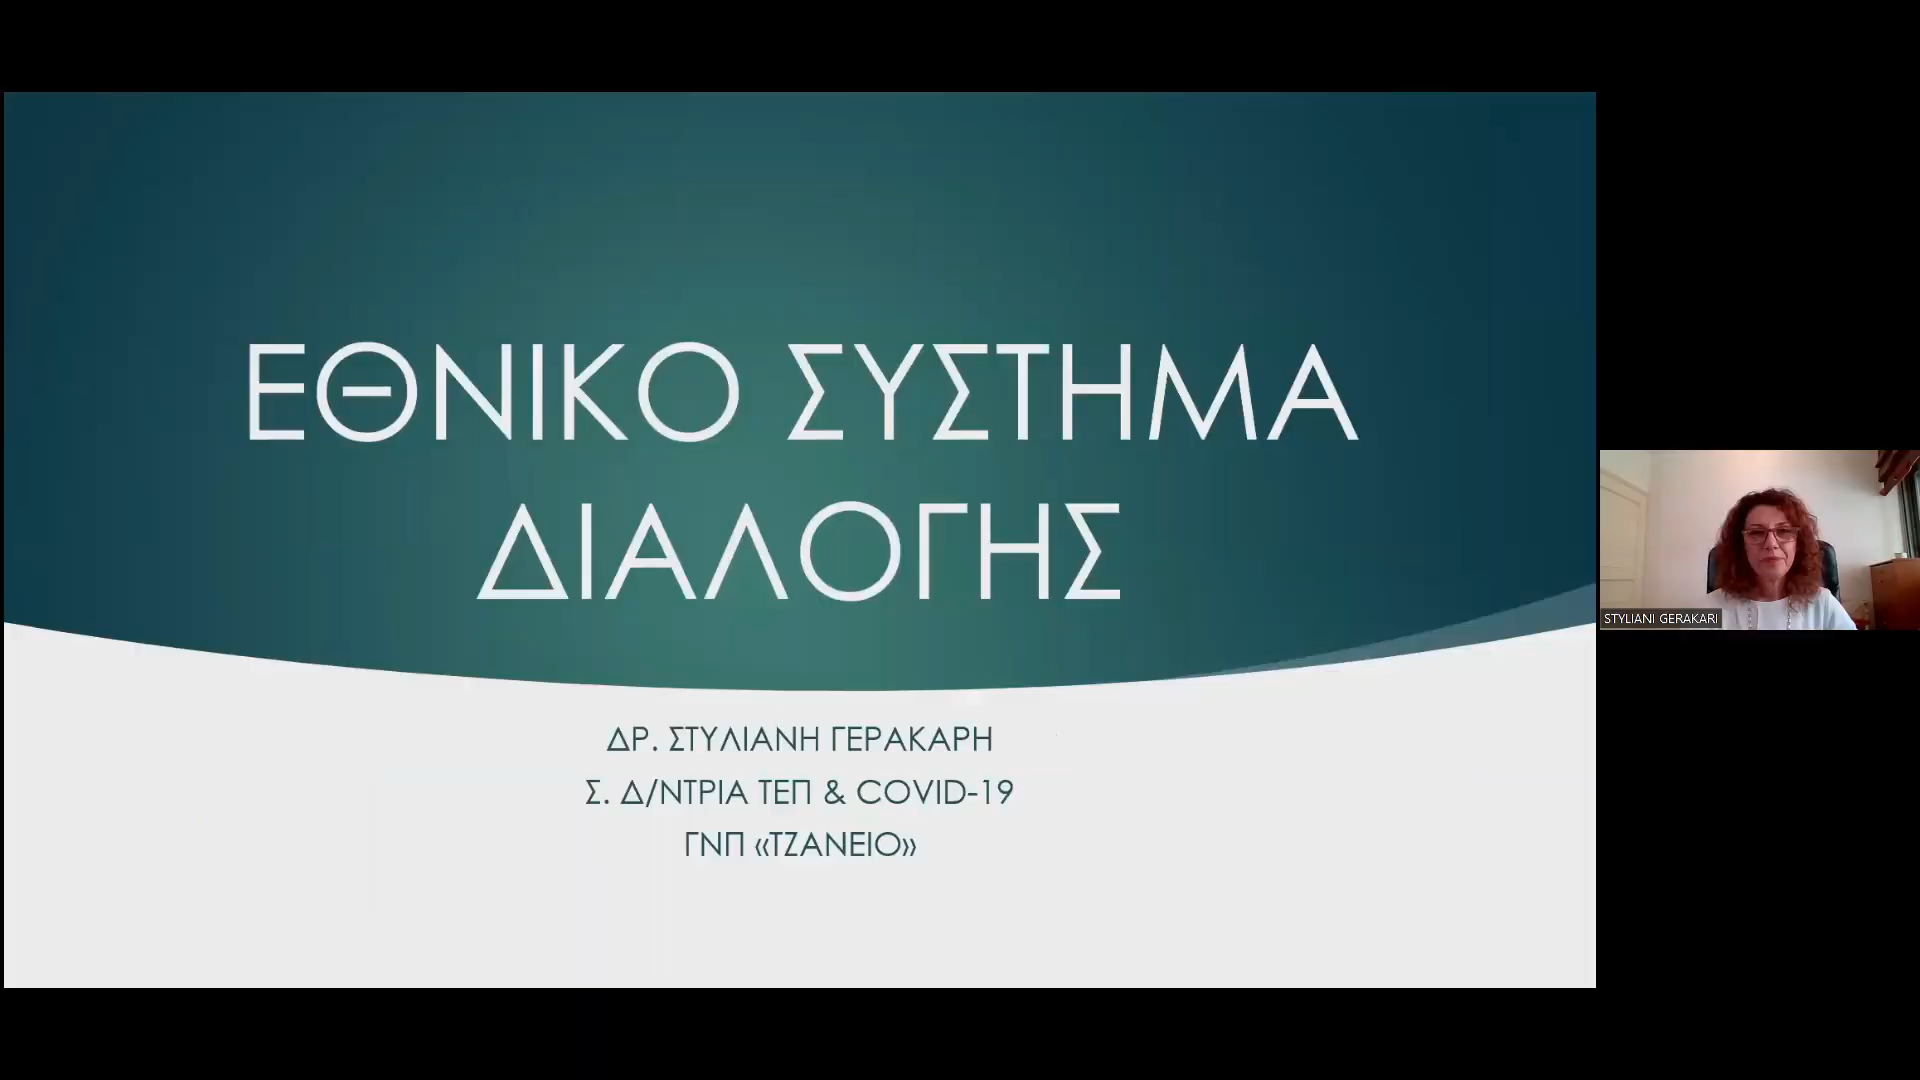 ΕΘΝΙΚΟ ΣΥΣΤΗΜΑ
ΔΙΑΛΟΓΗΣ
ΔΡ. ΣΤΥΛΙΑΝΗ ΓΕΡΑΚΑΡΗ
Σ. Δ/ΝΤΡΙΑ ΤΕΠ & COVID-19
ΓΝΠ «ΤΖΑΝΕΙΟ»
STYLIANI GERAKARI